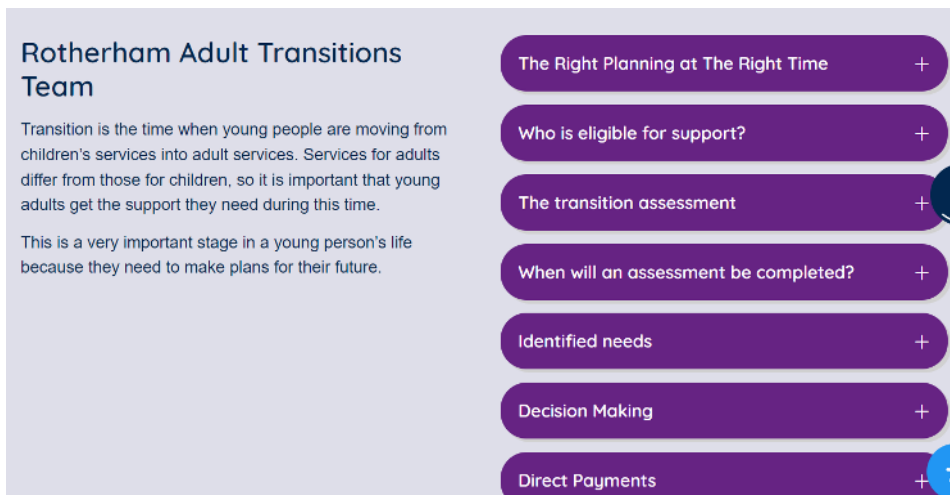 Rotherham Adult Transitions
Team
Transition is the time when young people are moving from
children's services into adult services. Services for adults
differ from those for children, so it is important that young
adults get the support they need during this time.
This is a very important stage in a young person's life
because they need to make plans for their future.
The Right Planning at The Right Time
Who is eligible for support?
The transition assessment
When will an assessment be completed?
Identified needs
Decision Making
Direct Payments